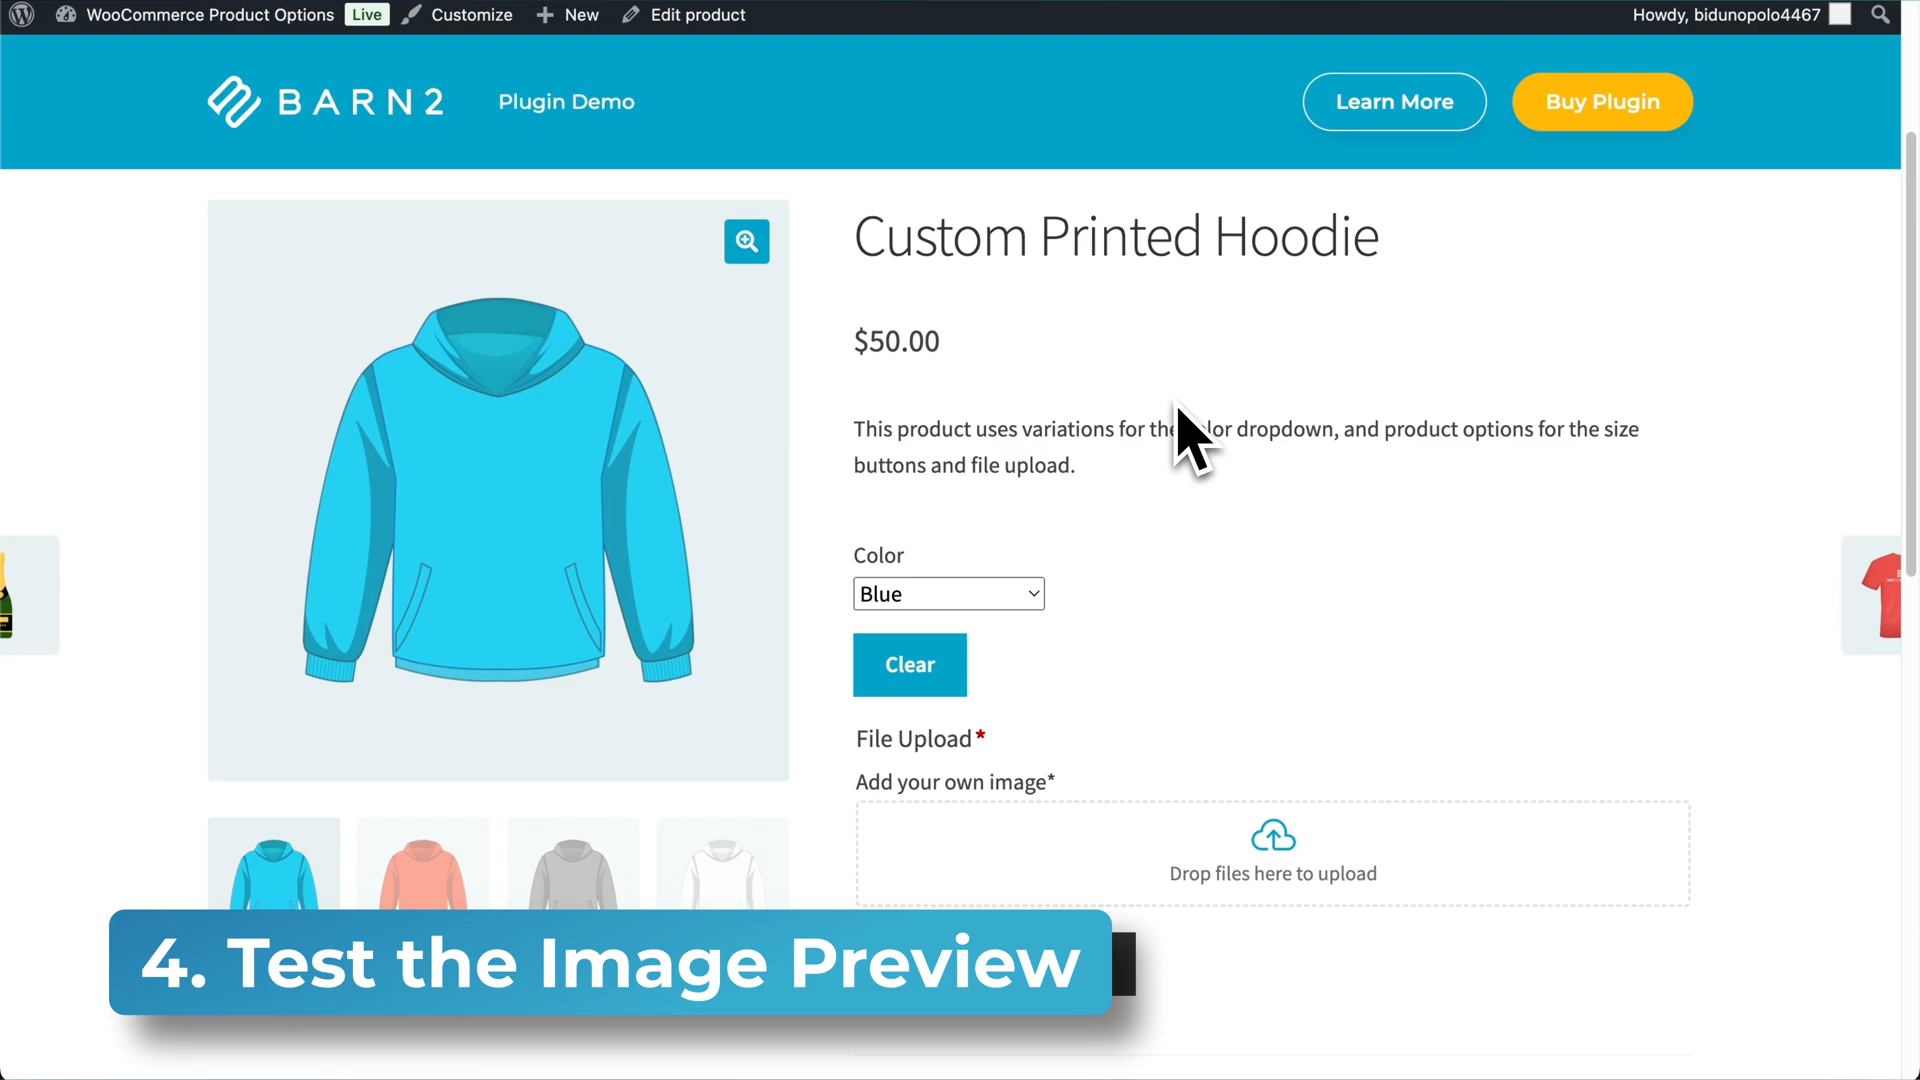 WooCommerce Product Options Live Customize New Edit product Howdy, bidunopolo4467
BARN2 Plugin Demo Learn More Buy Plugin
Custom Printed Hoodie
$50.00
This product uses variations for the lor dropdown, and product options for the size
buttons and file upload.
Color
Blue
Clear
File Upload*
Add your own image*
Drop files here to upload
4. Test the Image Preview